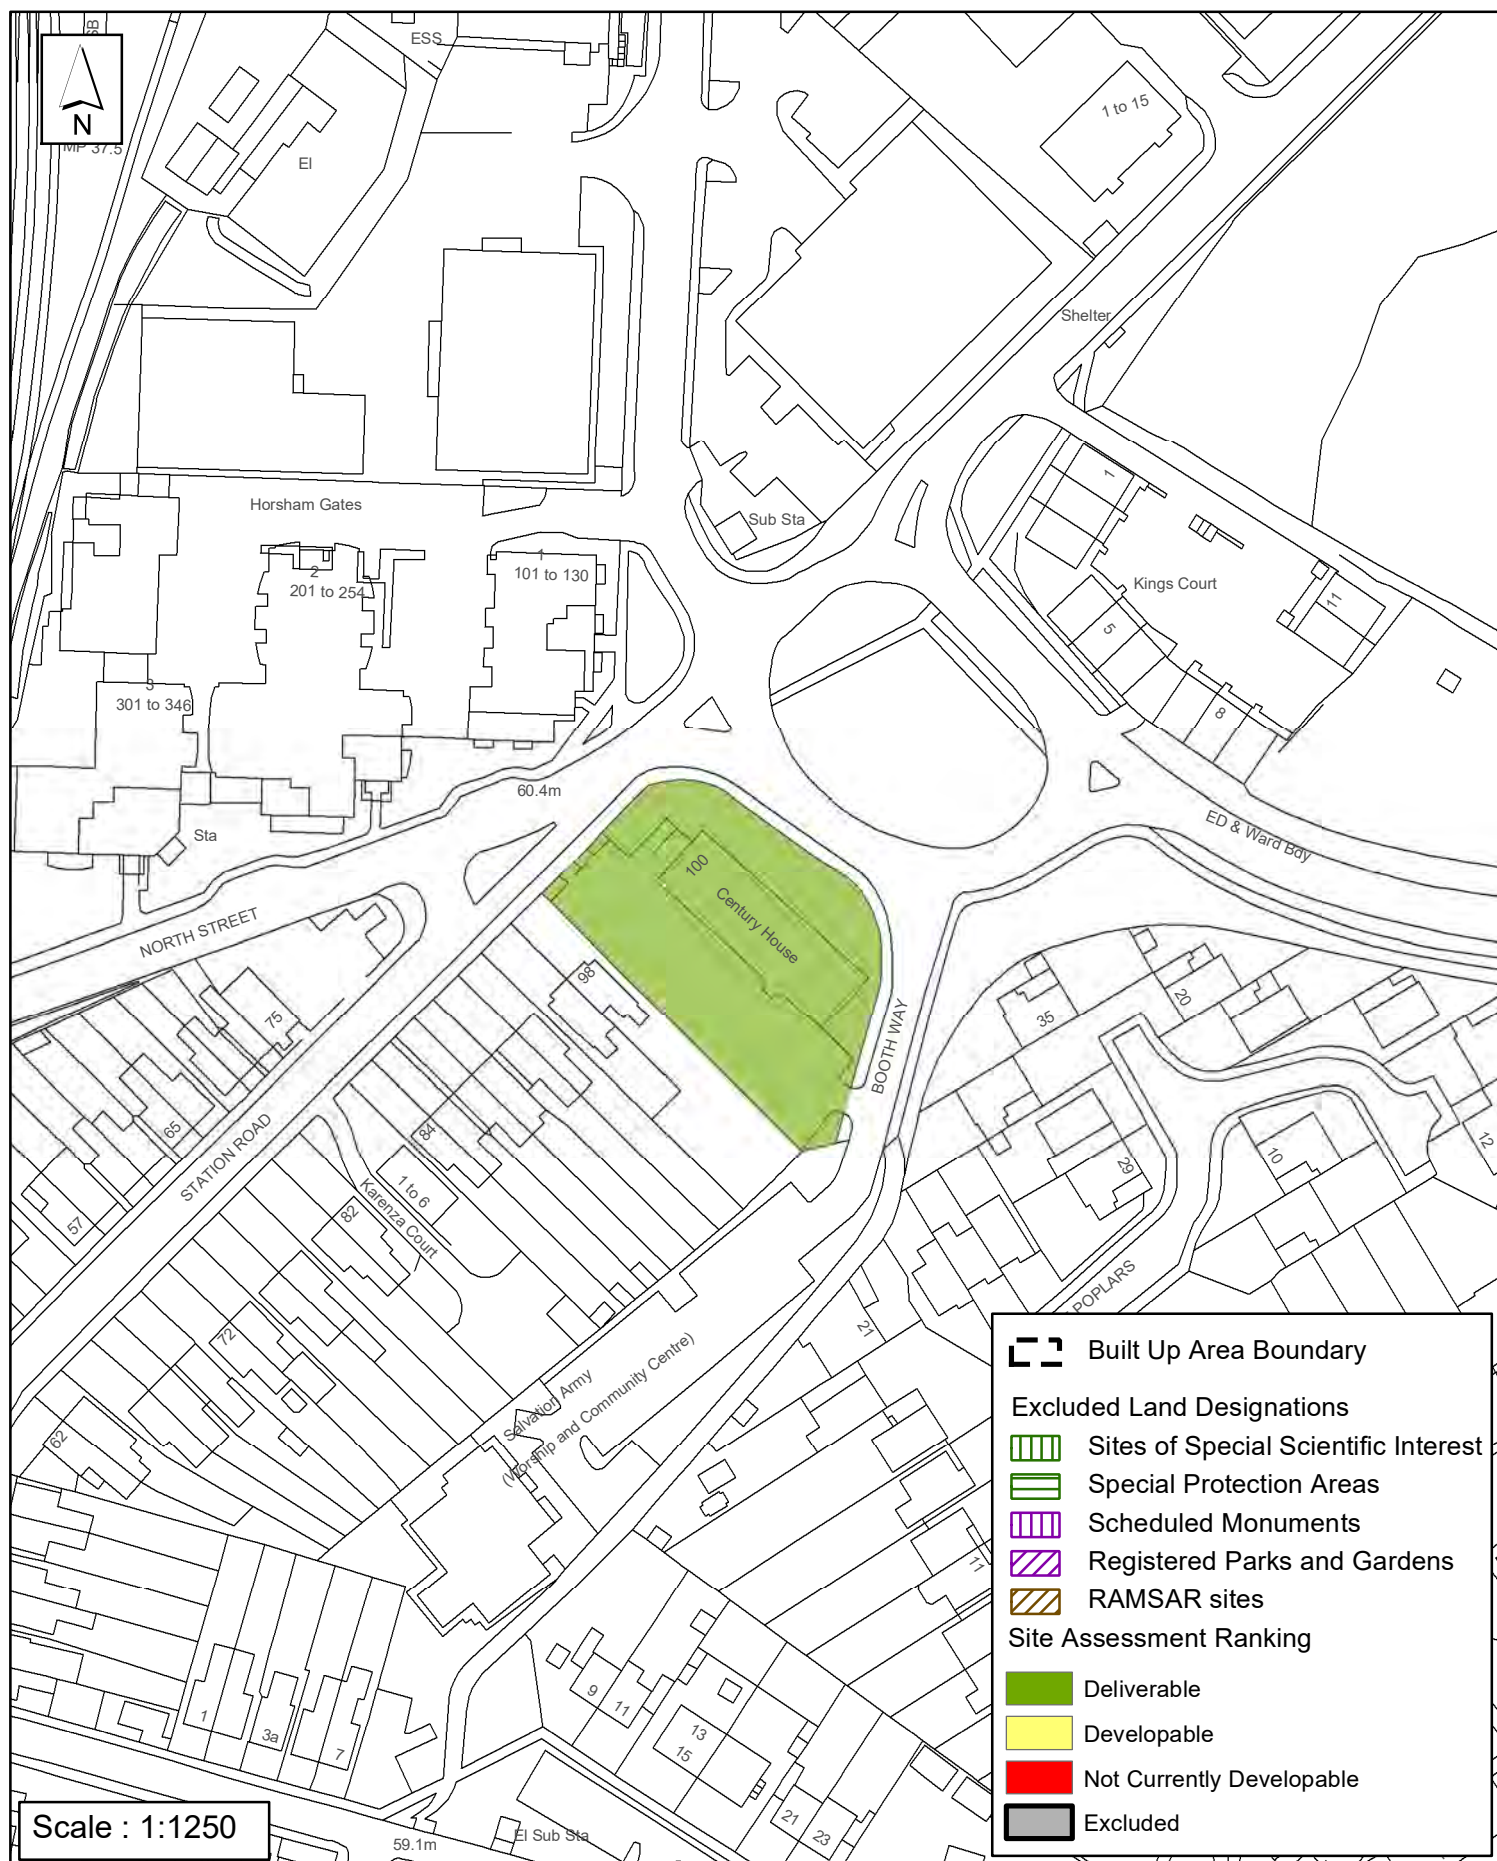 SB
ESS
N
MP 37.5
El
1 to 15
Shelter
Horsham Gates
Sub Sta
1
101 to 130
2
201 to 254
1
Kings Court
11
5
8
3
301 to 346
60.4m
Sta
ED & Ward Bdy
100
Century House
NORTH STREET
98
75
35
20
BOOTH WAY
84
65
STATION ROAD
29
10
12
1 to 6
Karenza Court
82
57
POPLARS
72
21
62
Salvation Army
(Worship and Community Centre)
11
9
11
13
15
1
3a
7
21
23
El Sub Sta
59.1m
Scale : 1:1250
Built Up Area Boundary
Excluded Land Designations
Sites of Special Scientific Interest
Special Protection Areas
Scheduled Monuments
Registered Parks and Gardens
RAMSAR sites
Site Assessment Ranking
Deliverable
Developable
Not Currently Developable
Excluded